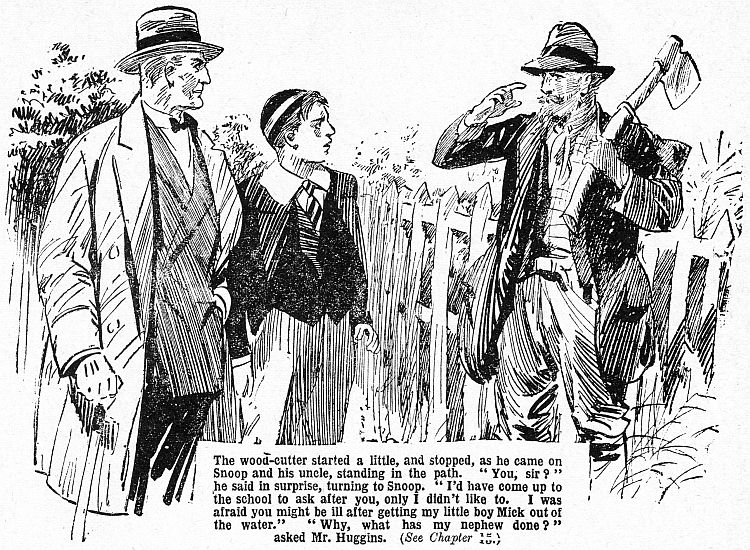 The wood-cutter started a little, and stopped, as he came on
Snoop and his uncle, standing in the path. " You, sir ? "
he said in surprise, turning to Snoop. " I'd have come up to
the school to ask after you, only I didn't like to. I was
afraid you might be ill after getting my little boy Mick out of
the water." " Why, what has my nephew done ? "
asked Mr. Huggins. (See Chapter